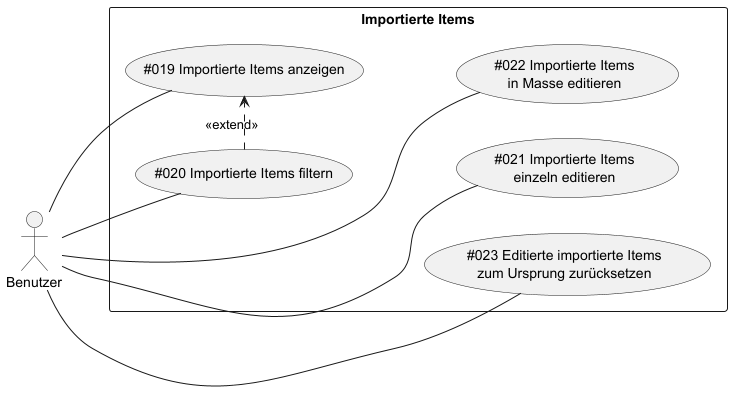 Importierte Items
#019 Importierte Items anzeigen
#022 Importierte Items
in Masse editieren
«extend»
#020 Importierte Items filtern
#021 Importierte Items
einzeln editieren
#023 Editierte importierte Items
zum Ursprung zurücksetzen
Benutzer